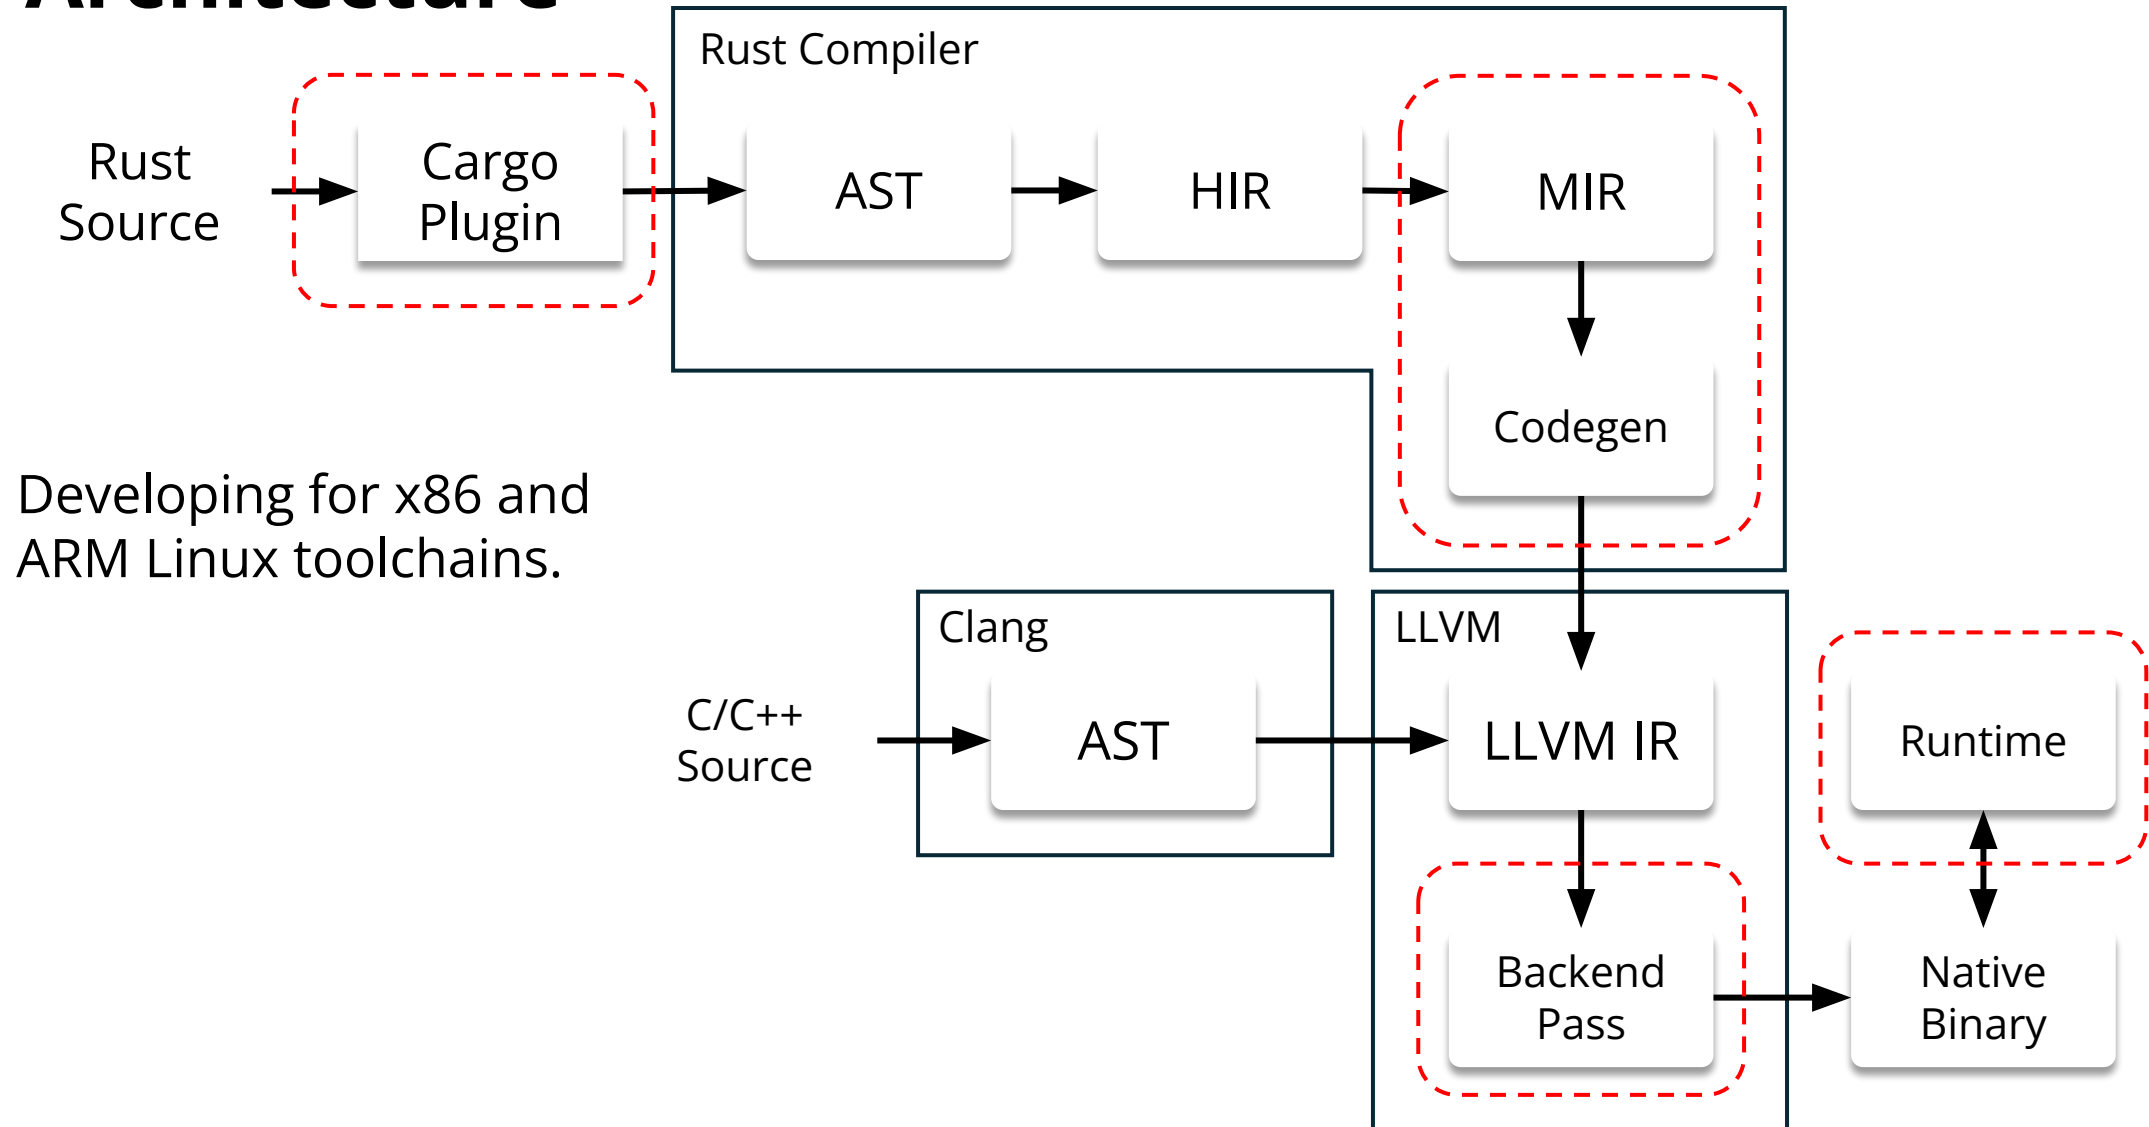 Architecture
Rust Compiler
Rust
Source
Cargo
Plugin
AST
HIR
MIR
Codegen
Developing for x86 and
ARM Linux toolchains.
Clang
LLVM
C/C++
Source
AST
LLVM IR
Runtime
Backend
Pass
Native
Binary